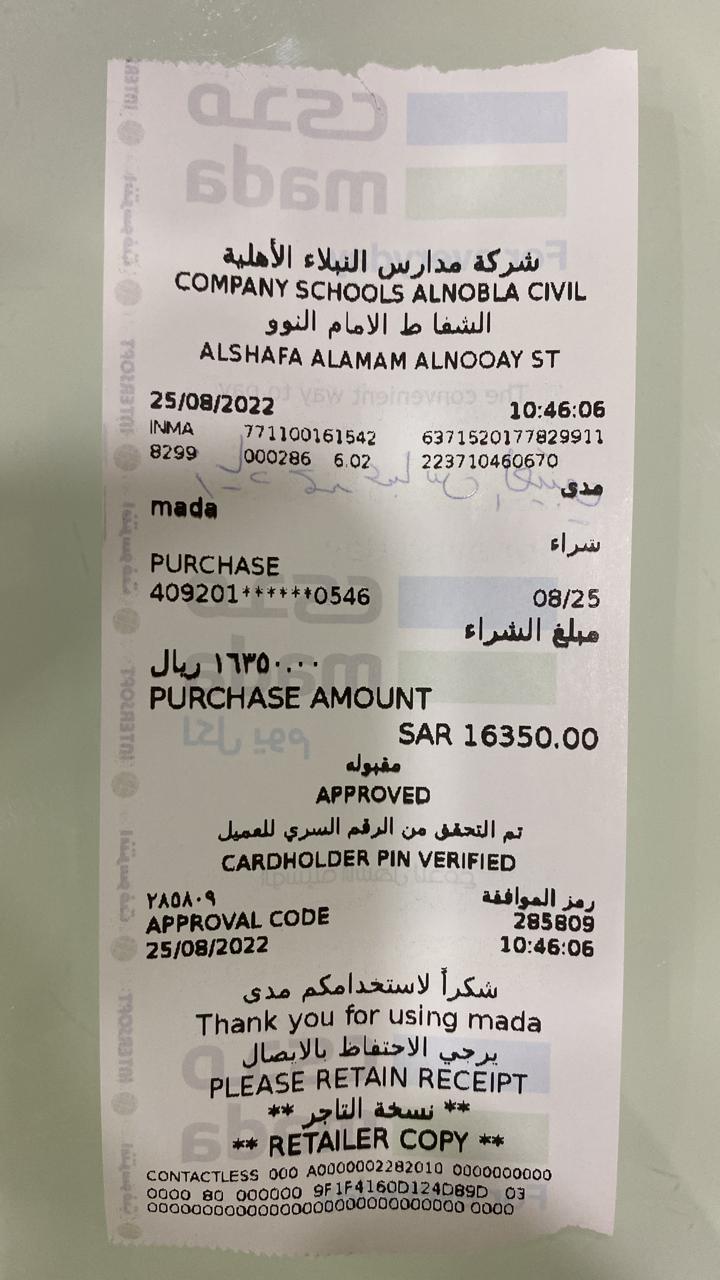 شركة مدارس النبلاء الأهلية
COMPANY SCHOOLS ALNOBLA CIVIL
الشفا ط الامام النوو
ALSHAFA ALAMAM ALNOOAY ST
25/08/2022 10:46:06
INMA 771100161542 6371520177829911
8299 000286 6.02 223710460670
مدى
mada
شراء
PURCHASE
409201******0546 08/25
مبلغ الشراء
١٦٣٥٠.٠٠ ريال
PURCHASE AMOUNT
SAR 16350.00
مقبوله
APPROVED
تم التحقق من الرقم السري للعميل
CARDHOLDER PIN VERIFIED
رمز الموافقة ٢٨٥٨٠٩
APPROVAL CODE 285809
25/08/2022 10:46:06
شكراً لاستخدامكم مدى
Thank you for using mada
يرجي الاحتفاظ بالايصال
PLEASE RETAIN RECEIPT
** نسخة التاجر **
** RETAILER COPY **
CONTACTLESS 000 A0000002282010 0000000000
0000 80 000000 9F1F4160D124D89D 03